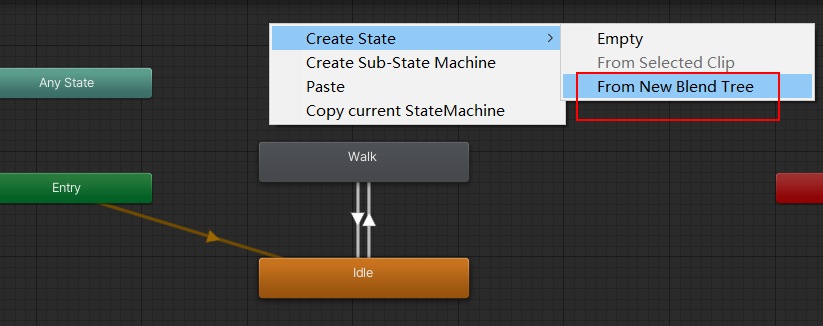 Create State
Empty
Create Sub-State Machine
From Selected Clip
Any State
Paste
From New Blend Tree
Copy current StateMachine
Walk
Entry
Idle